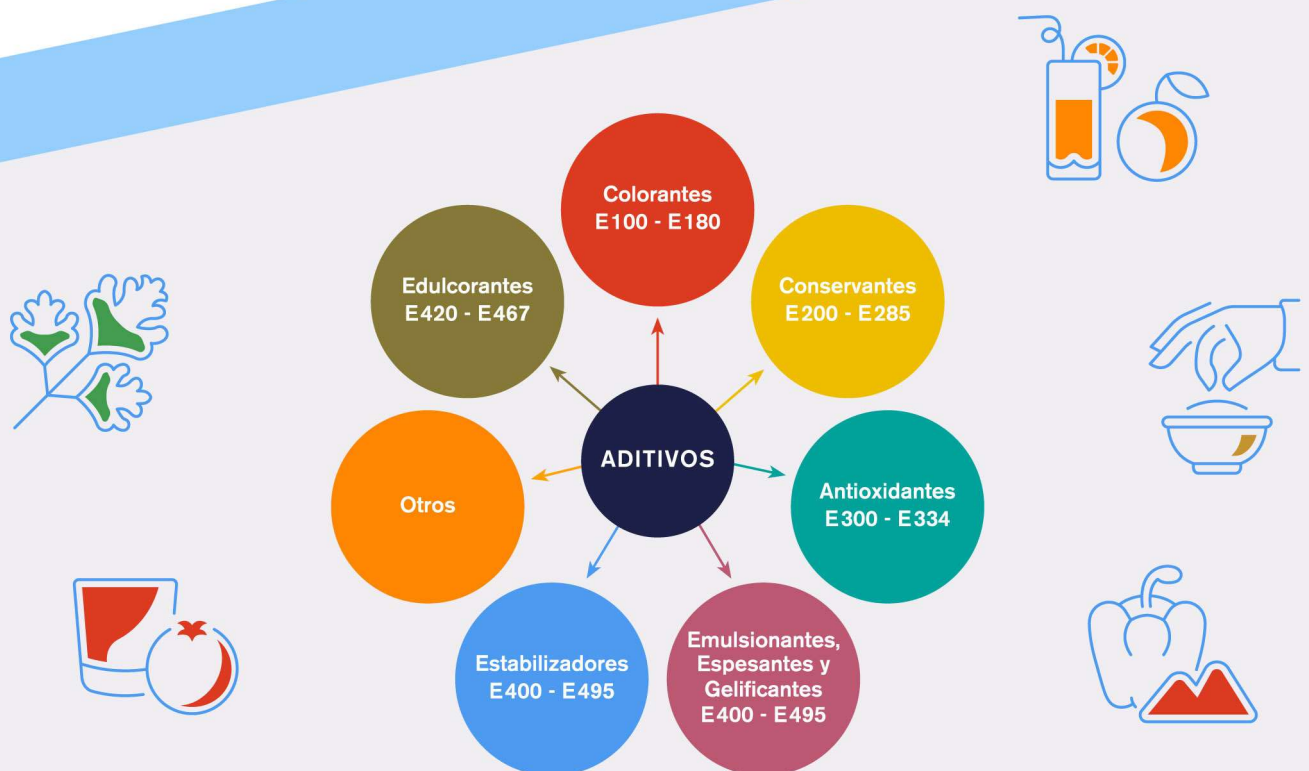 Colorantes
E100 - E180
Edulcorantes
E420 - E467
Conservantes
E200 - E285
ADITIVOS
Otros
Antioxidantes
E300 - E334
Estabilizadores
E400 - E495
Emulsionantes,
Espesantes y
Gelificantes
E400 - E495